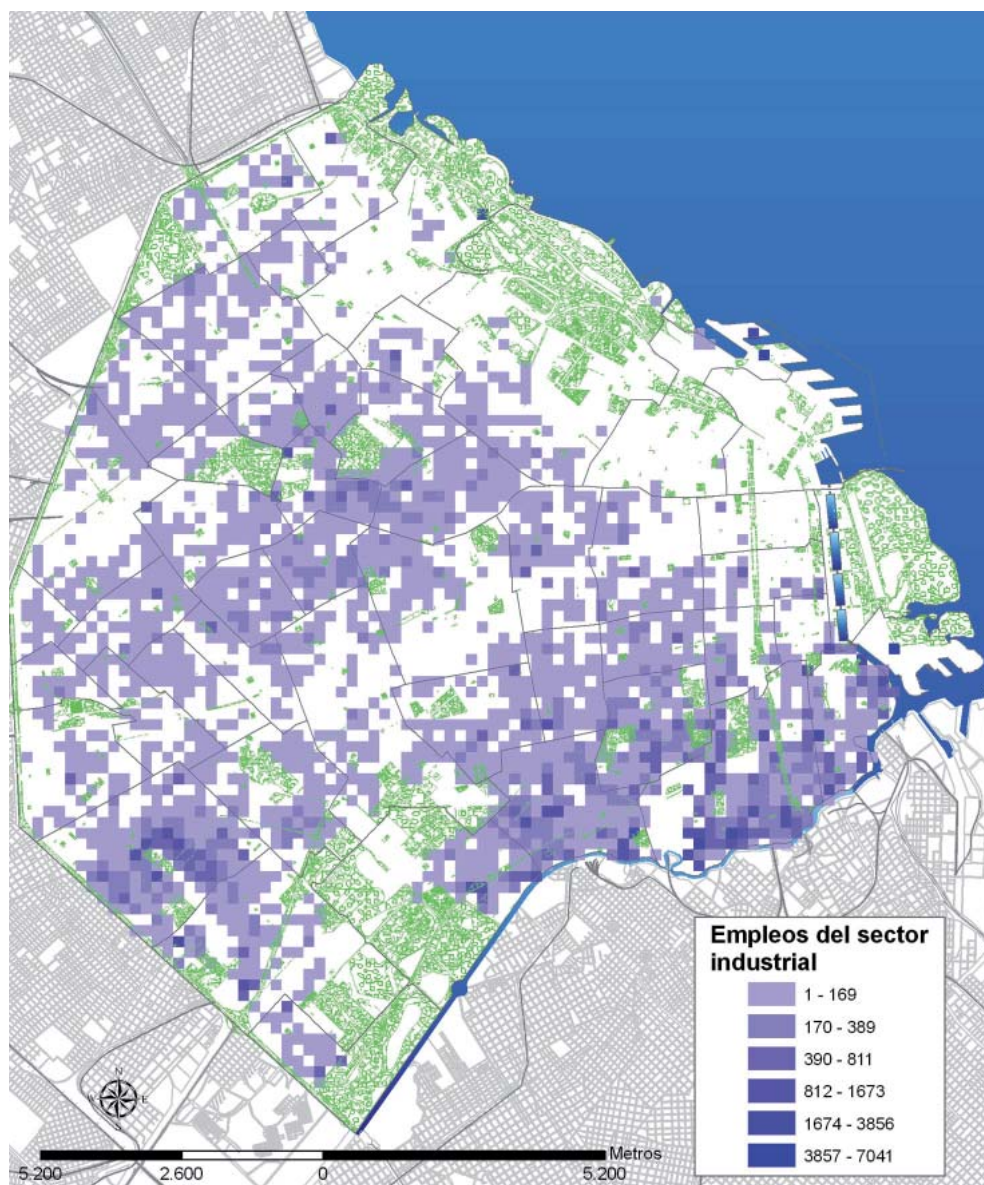 Empleos del sector
industrial
1 - 169
170 - 389
390 - 811
812 - 1673
1674 - 3856
3857 - 7041
N
W E
S
Metros
5.200 2.600 0 5.200